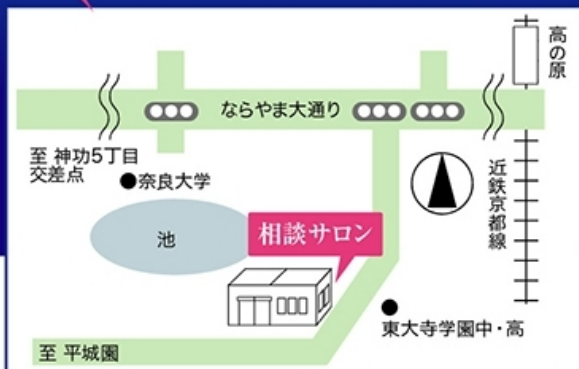 高の原
ならやま大通り
至 神功5丁目
交差点
近鉄京都線
奈良大学
相談サロン
池
東大寺学園中・高
至 平城園